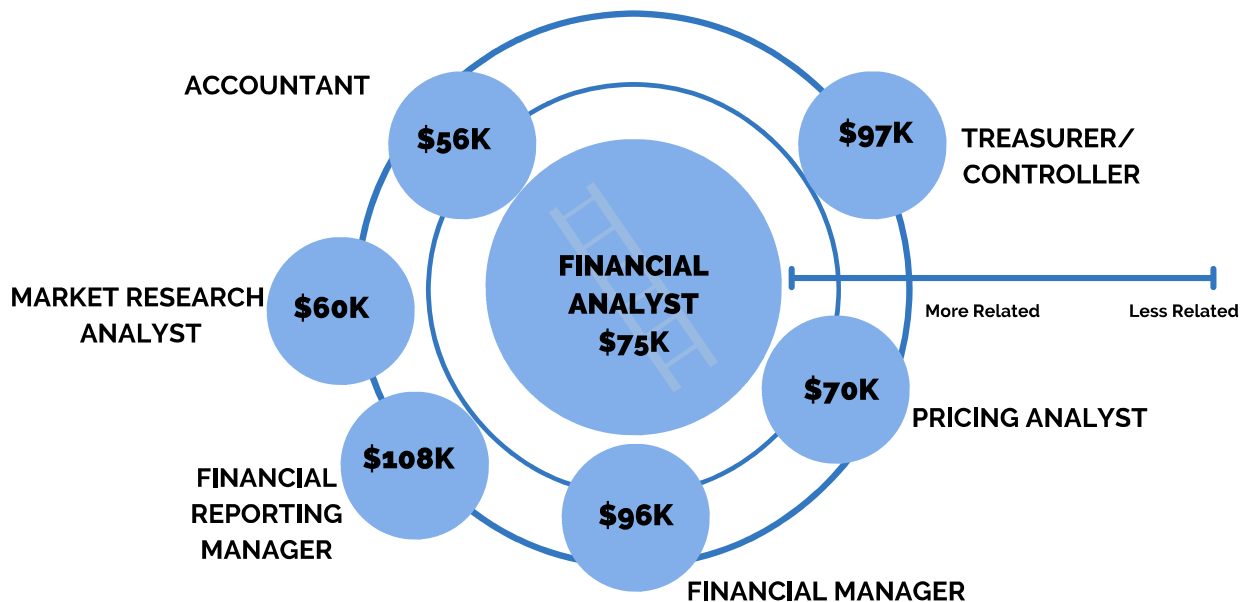 ACCOUNTANT
$56K
$97K
TREASURER/
CONTROLLER
FINANCIAL
ANALYST
$75K
MARKET RESEARCH
ANALYST
$60K
More Related
Less Related
$70K
PRICING ANALYST
$108K
FINANCIAL
REPORTING
MANAGER
$96K
FINANCIAL MANAGER